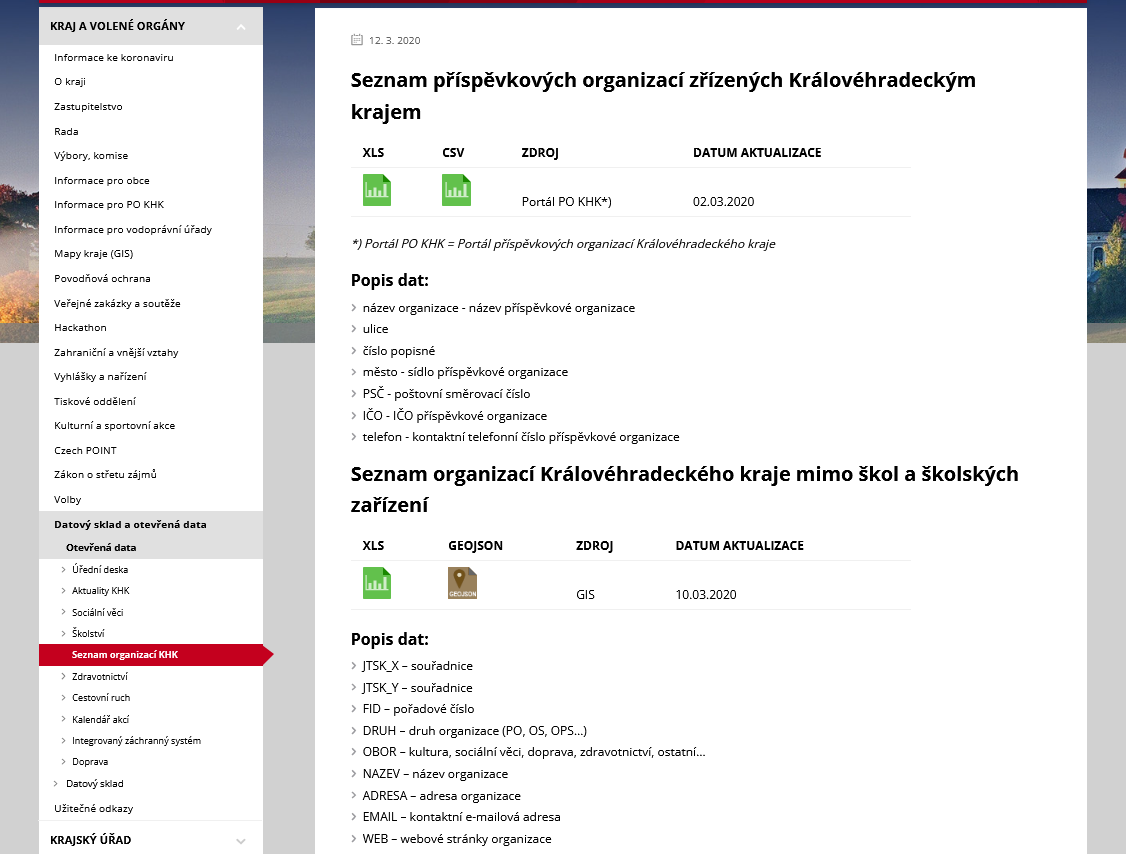 KRAJ A VOLENÉ ORGÁNY
Informace ke koronaviru
O kraji
Zastupitelstvo
Rada
Výbory, komise
Informace pro obce
Informace pro PO KHK
Informace pro vodoprávní úřady
Mapy kraje (GIS)
Povodňová ochrana
Veřejné zakázky a soutěže
Hackathon
Zahraniční a vnější vztahy
Vyhlášky a nařízení
Tiskové oddělení
Kulturní a sportovní akce
Czech POINT
Zákon o střetu zájmů
Volby
Datový sklad a otevřená data
Otevřená data
Úřední deska
Aktuality KHK
Sociální věci
Školství
Seznam organizací KHK
Zdravotnictví
Cestovní ruch
Kalendář akcí
Integrovaný záchranný systém
Doprava
Datový sklad
Užitečné odkazy
KRAJSKÝ ÚŘAD
12. 3. 2020
Seznam příspěvkových organizací zřízených Královéhradeckým
krajem
XLS CSV ZDROJ DATUM AKTUALIZACE
Portál PO KHK*) 02.03.2020
*) Portál PO KHK = Portál příspěvkových organizací Královéhradeckého kraje
Popis dat:
název organizace - název příspěvkové organizace
ulice
číslo popisné
město - sídlo příspěvkové organizace
PSČ - poštovní směrovací číslo
IČO - IČO příspěvkové organizace
telefon - kontaktní telefonní číslo příspěvkové organizace
Seznam organizací Královéhradeckého kraje mimo škol a školských
zařízení
XLS GEOJSON ZDROJ DATUM AKTUALIZACE
GEOJSON GIS 10.03.2020
Popis dat:
JTSK_X – souřadnice
JTSK_Y – souřadnice
FID – pořadové číslo
DRUH – druh organizace (PO, OS, OPS...)
OBOR – kultura, sociální věci, doprava, zdravotnictví, ostatní...
NAZEV – název organizace
ADRESA – adresa organizace
EMAIL – kontaktní e-mailová adresa
WEB – webové stránky organizace